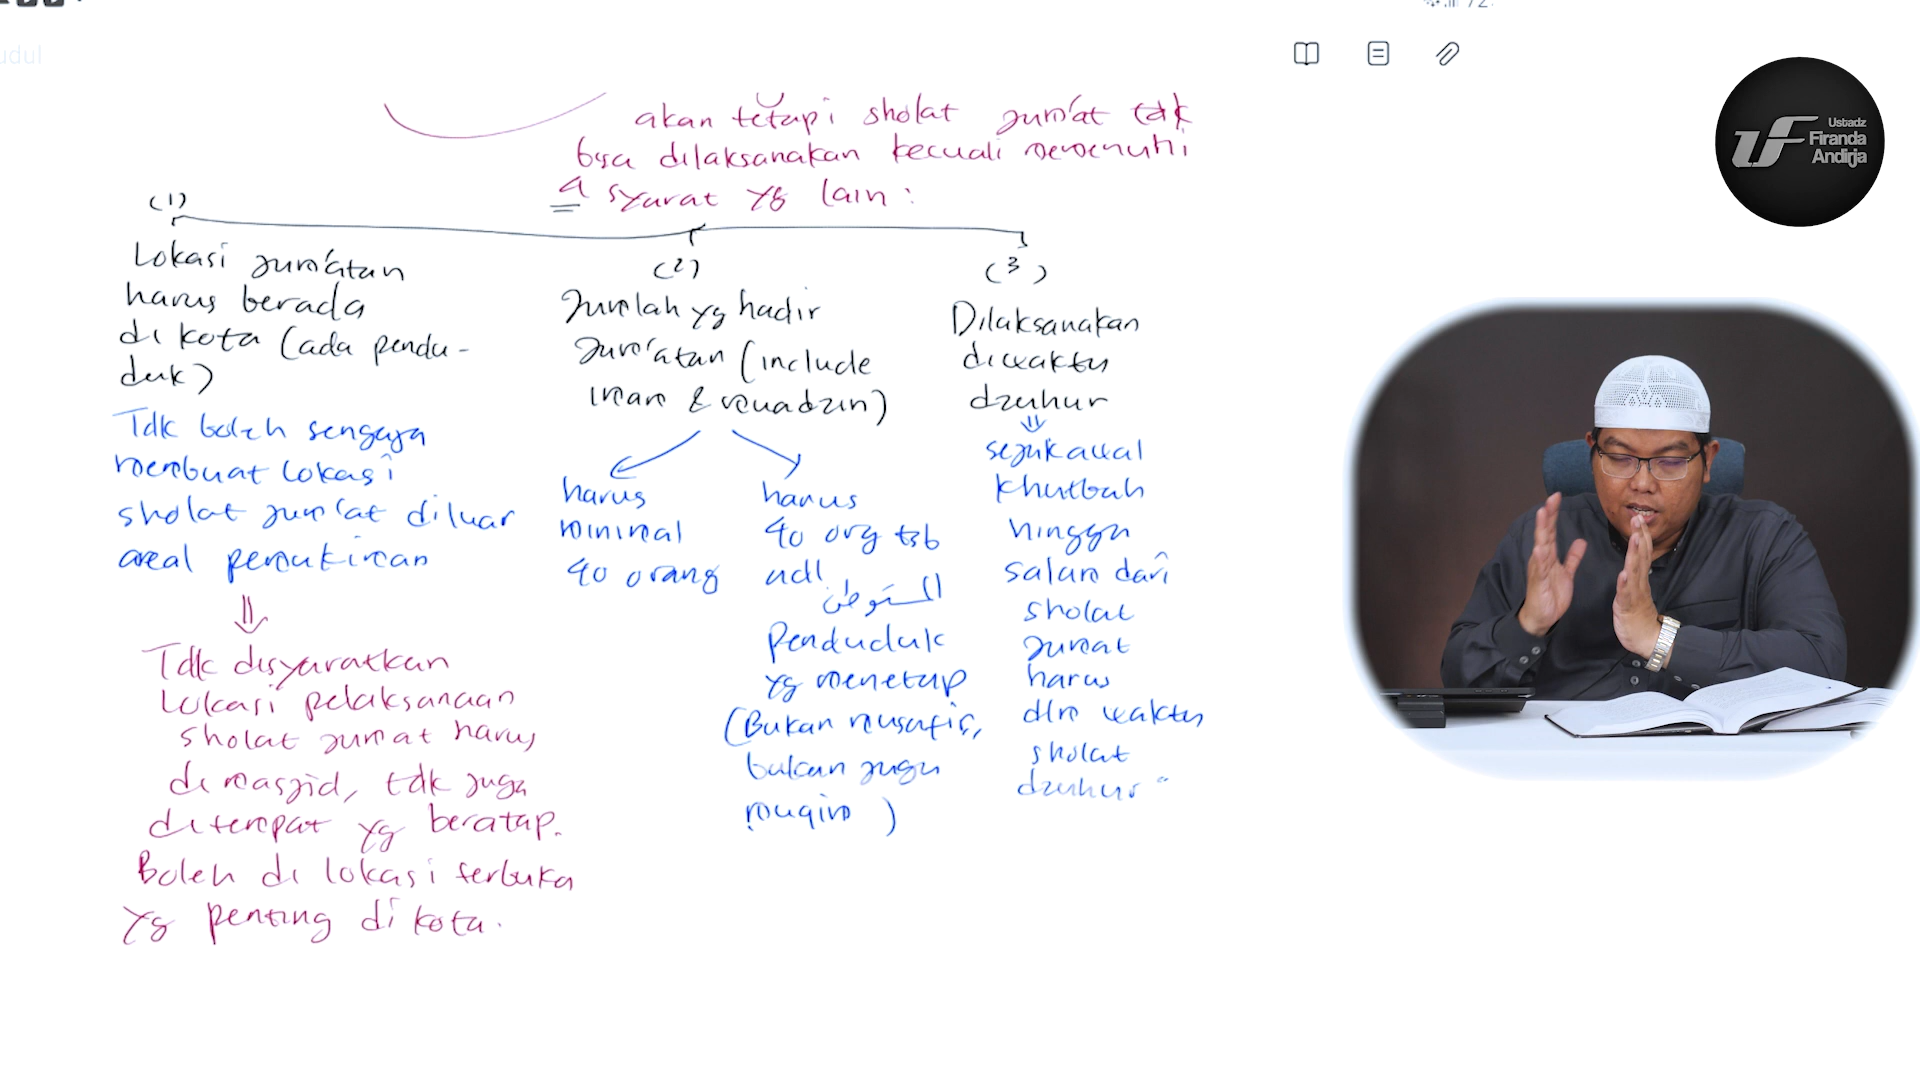 udul
72
Ustadz
Firanda
Andirja
akan tetapi sholat jum'at tdk
bisa dilaksanakan kecuali memenuhi
4 syarat yg lain :
(1)
Lokasi jum'atan
harus berada
di kota (ada pendu-
duk)
Tdk boleh sengaja
membuat lokasi
sholat jum'at diluar
areal permukiman
⇓
Tdk disyaratkan
lokasi pelaksanaan
sholat jumat harus
di masjid, tdk juga
ditempat yg beratap.
Boleh di lokasi terbuka
yg penting di kota.
(2)
Jumlah yg hadir
Jum'atan (include
imam & muadzin)
harus
minimal
40 orang
harus
40 org tsb
adl
المستوطن
Penduduk
yg menetap
(Bukan musafir,
bukan juga
muqim)
(3)
Dilaksanakan
diwaktu
dzuhur
⇓
sejak awal
khutbah
hingga
salam dari
sholat
jumat
harus
dlm waktu
sholat
dzuhur"